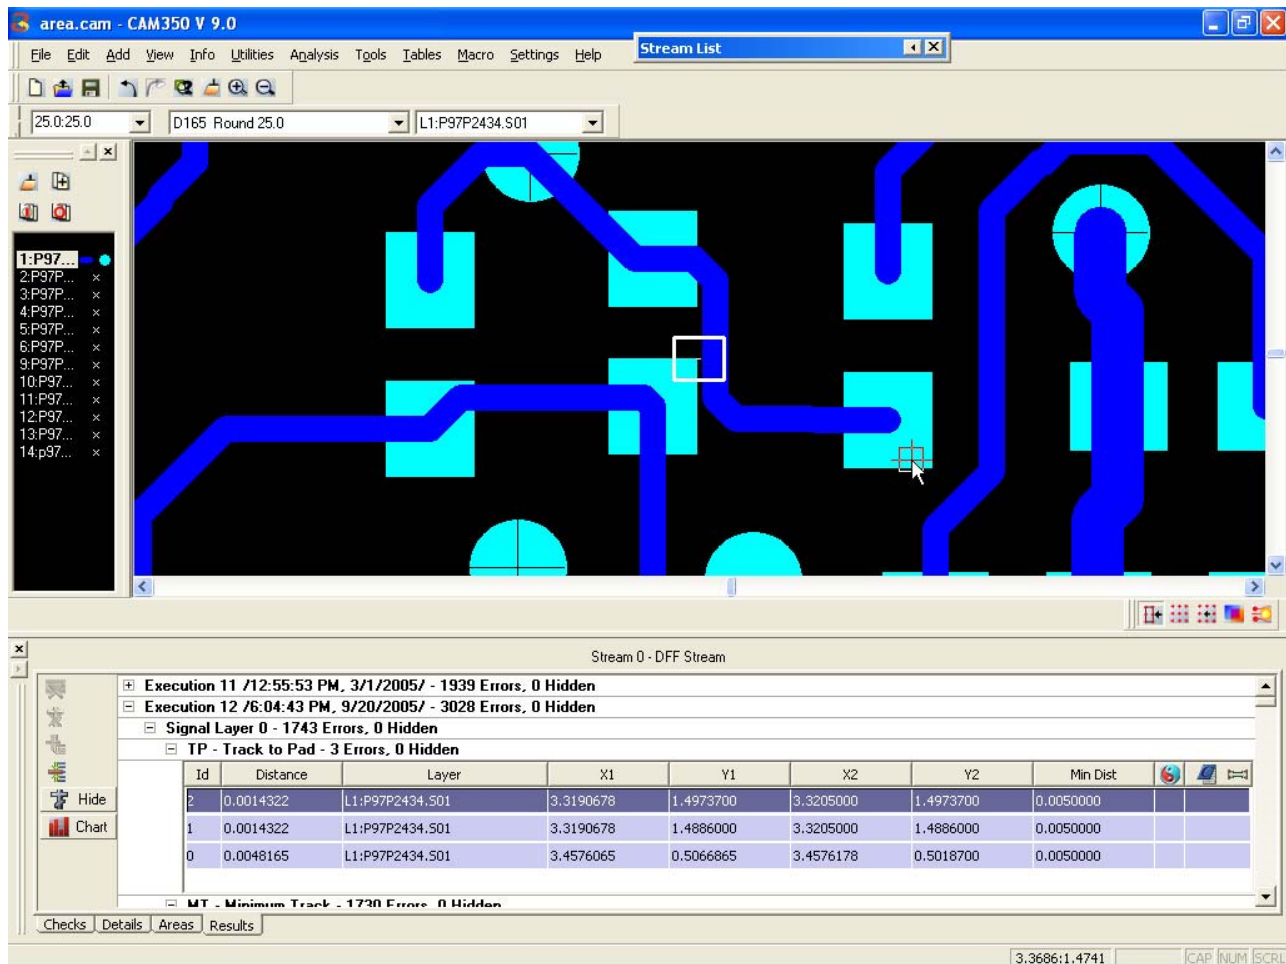 area.cam - CAM350 V 9.0
File Edit Add View Info Utilities Analysis Tools Tables Macro Settings Help
Stream List
25.0:25.0 D165 Round 25.0 L1:P97P2434.S01
1:P97...
2:P97P...
3:P97P...
4:P97P...
5:P97P...
6:P97P...
9:P97P...
10:P97...
11:P97...
12:P97...
13:P97...
14:p97...
Stream 0 - DFF Stream
Execution 11 /12:55:53 PM, 3/1/2005/ - 1939 Errors, 0 Hidden
Execution 12 /6:04:43 PM, 9/20/2005/ - 3028 Errors, 0 Hidden
Signal Layer 0 - 1743 Errors, 0 Hidden
TP - Track to Pad - 3 Errors, 0 Hidden
Id Distance Layer X1 Y1 X2 Y2 Min Dist
2 0.0014322 L1:P97P2434.S01 3.3190678 1.4973700 3.3205000 1.4973700 0.0050000
1 0.0014322 L1:P97P2434.S01 3.3190678 1.4886000 3.3205000 1.4886000 0.0050000
0 0.0048165 L1:P97P2434.S01 3.4576065 0.5066865 3.4576178 0.5018700 0.0050000
MT - Minimum Track - 1730 Errors, 0 Hidden
Hide
Chart
Checks Details Areas Results
3.3686:1.4741 CAP NUM SCRL